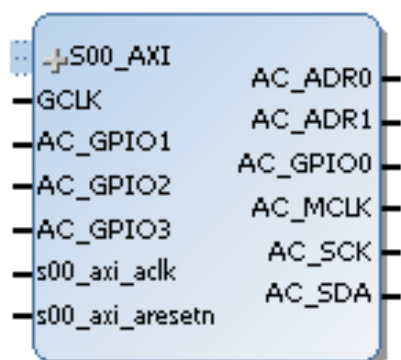 S00_AXI
GCLK
AC_GPIO1
AC_GPIO2
AC_GPIO3
s00_axi_aclk
s00_axi_aresetn
AC_ADR0
AC_ADR1
AC_GPIO0
AC_MCLK
AC_SCK
AC_SDA